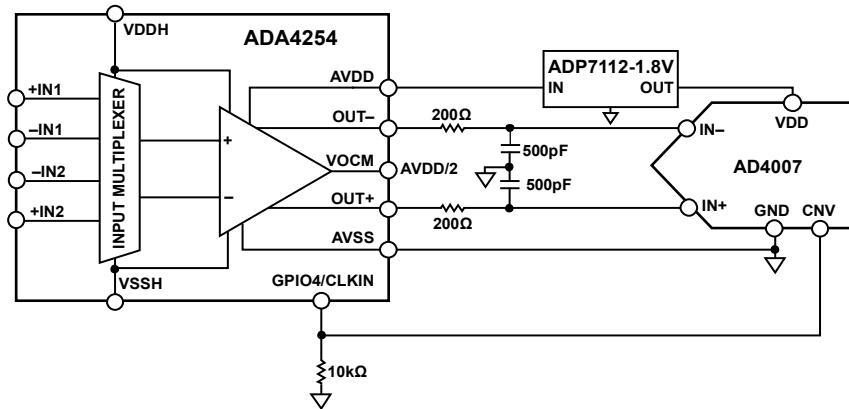 VDDH
ADA4254
ADP7112-1.8V
IN OUT
AVDD
+IN1
–IN1
–IN2
+IN2
INPUT MULTIPLEXER
+
–
OUT–
200Ω
VOCM
AVDD/2
500pF
500pF
OUT+
200Ω
AVSS
VDD
IN–
AD4007
IN+
GND
CNV
VSSH
GPIO4/CLKIN
10kΩ